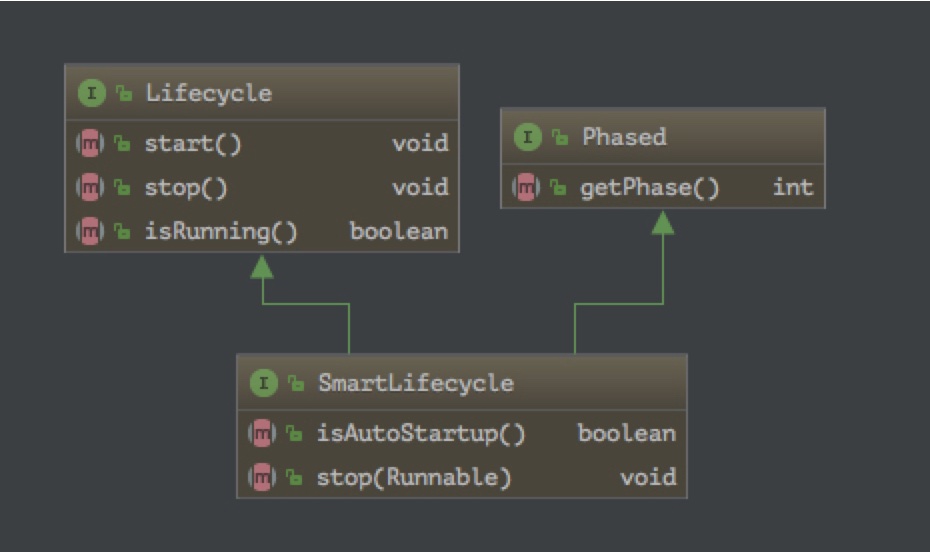 I Lifecycle
m start() void
m stop() void
m isRunning() boolean
I Phased
m getPhase() int
I SmartLifecycle
m isAutoStartup() boolean
m stop(Runnable) void